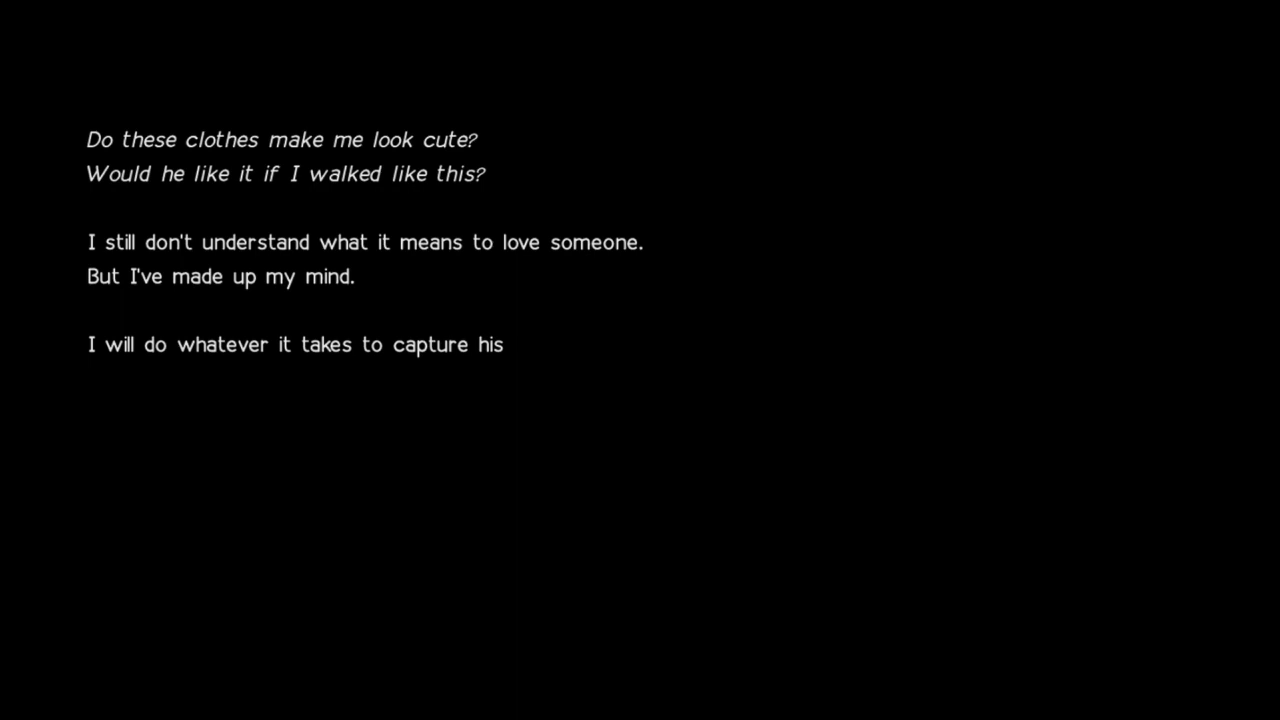 Do these clothes make me look cute?
Would he like it if I walked like this?
I still don't understand what it means to love someone.
But I've made up my mind.
I will do whatever it takes to capture his